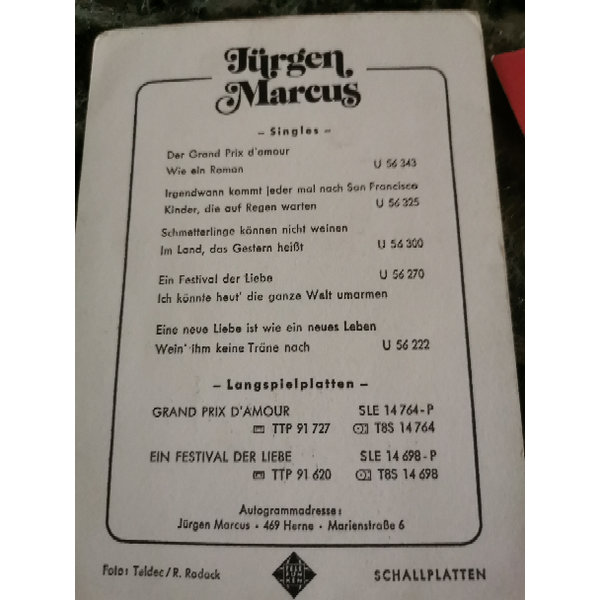 Jürgen
Marcus
- Singles -
Der Grand Prix d'amour
Wie ein Roman U 56 343
Irgendwann kommt jeder mal nach San Francisco
Kinder, die auf Regen warten U 56 325
Schmetterlinge können nicht weinen
Im Land, das Gestern heißt U 56 300
Ein Festival der Liebe U 56 270
Ich könnte heut' die ganze Welt umarmen
Eine neue Liebe ist wie ein neues Leben
Wein' ihm keine Träne nach U 56 222
- Langspielplatten -
GRAND PRIX D'AMOUR SLE 14 764-P
TTP 91 727 T8S 14 764
EIN FESTIVAL DER LIEBE SLE 14 698-P
TTP 91 620 T8S 14 698
Autogrammadresse:
Jürgen Marcus · 469 Herne · Marienstraße 6
Foto: Teldec/R. Radack
TELE
FUN
KEN
SCHALLPLATTEN